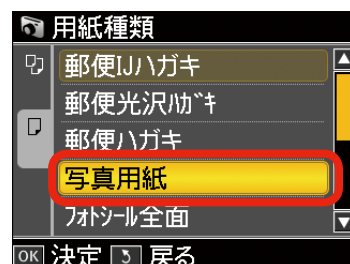 用紙種類
郵便IJハガキ
郵便光沢ﾊｶﾞｷ
郵便ハガキ
写真用紙
ﾌｫﾄｼｰﾙ全面
OK 決定 戻る